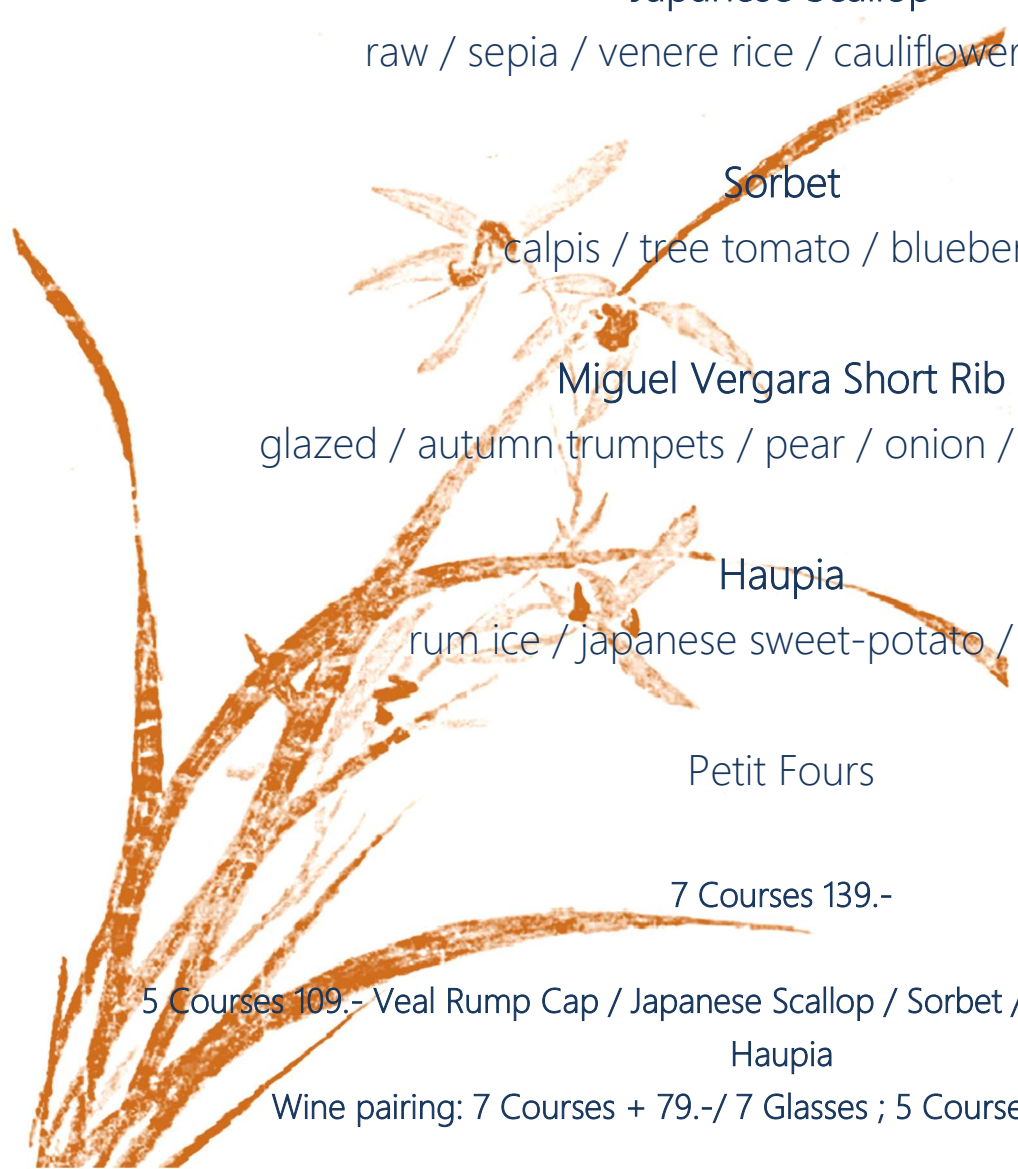 Japanese Scallop
raw / sepia / venere rice / cauliflower
Sorbet
calpis / tree tomato /
Miguel Vergara Short Rib
glazed / autumn trumpets / pear / onion /
Haupia
rum ice / japanese sweet-potato /
Petit Fours
7 Courses 139.-
5 Courses 109.- Veal Rump Cap / Japanese Scallop / Sorbet /
Haupia
Wine pairing: 7 Courses + 79.-/ 7 Glasses ; 5 Course